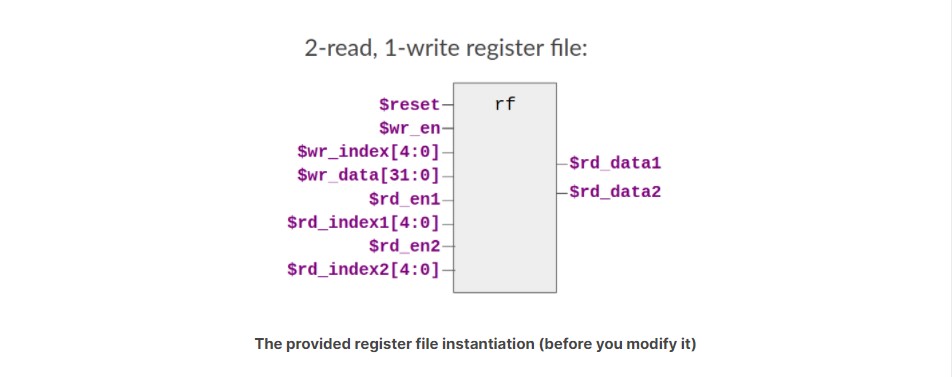 2-read, 1-write register file:
$reset
rf
$wr_en
$wr_index[4:0]
$wr_data[31:0]
$rd_en1
$rd_index1[4:0]
$rd_en2
$rd_index2[4:0]
$rd_data1
$rd_data2
The provided register file instantiation (before you modify it)